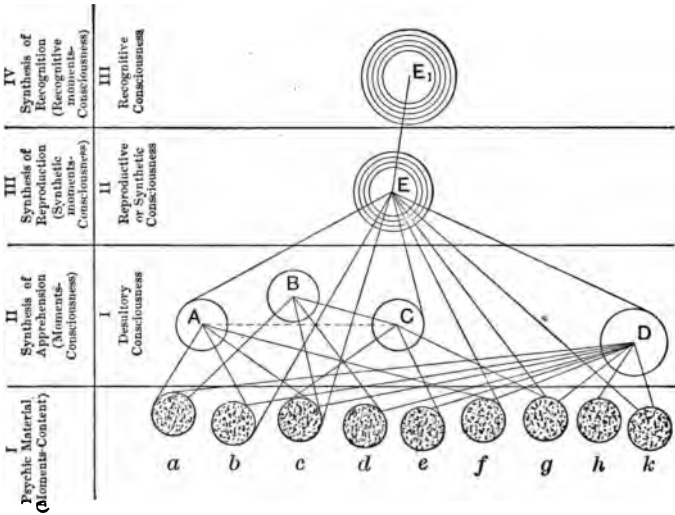 IV
Synthesis of
Recognition
(Recognitive
moments-
Consciousness)
III
Recognitive
Consciousness
E₁
III
Synthesis of
Reproduction
(Synthetic
moments-
Consciousness)
II
Reproductive
or Synthetic
Consciousness
E
II
Synthesis of
Apprehension
(Moments-
Consciousness)
I
Desultory
Consciousness
A
B
C
D
I
Psychic Material
(Moments-Content)
a b c d e f g h k